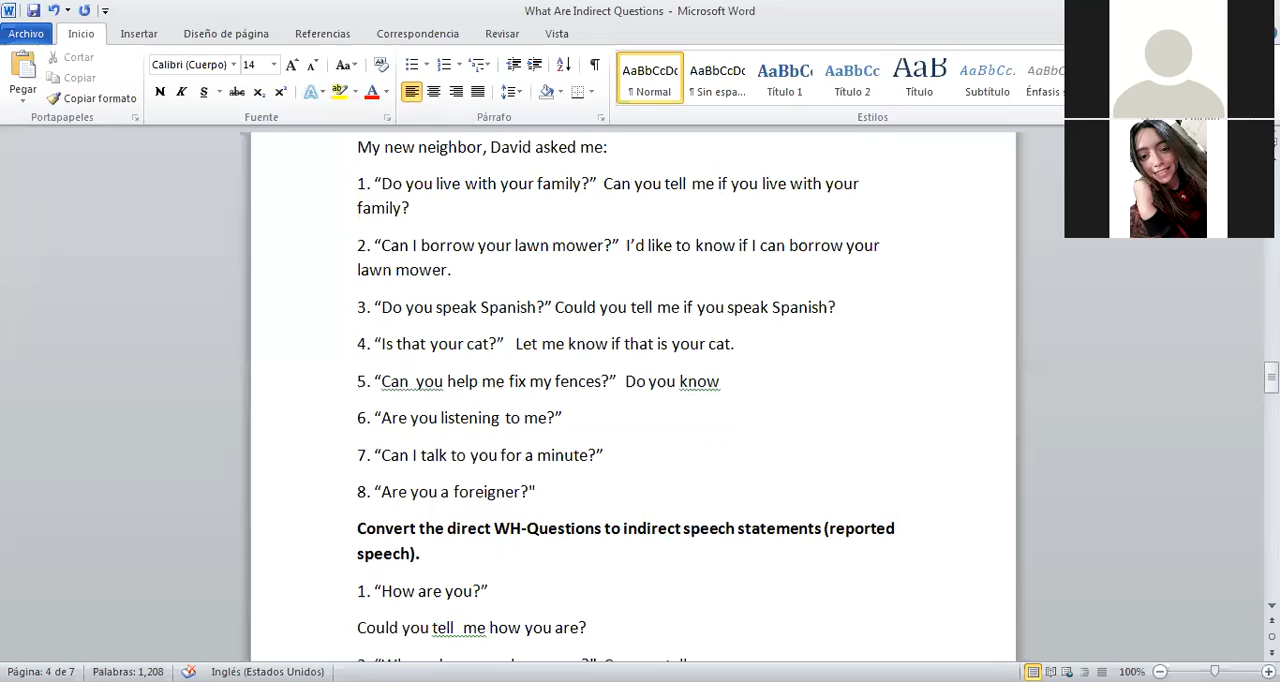 What Are Indirect Questions - Microsoft Word
Archivo Inicio Insertar Diseño de página Referencias Correspondencia Revisar Vista
Pegar
Cortar
Copiar
Copiar formato
Portapapeles
Calibri (Cuerpo) 14
N K S abc x₂ x² A ab A
Fuente
Párrafo
AaBbCcDc AaBbCcDc AaBbC AaBbCc AaB AaBbCc. AaBbCc
¶ Normal ¶ Sin espa... Título 1 Título 2 Título Subtítulo Énfasis
Estilos
My new neighbor, David asked me:
1. “Do you live with your family?” Can you tell me if you live with your
family?
2. “Can I borrow your lawn mower?” I’d like to know if I can borrow your
lawn mower.
3. “Do you speak Spanish?” Could you tell me if you speak Spanish?
4. “Is that your cat?” Let me know if that is your cat.
5. “Can you help me fix my fences?” Do you know
6. “Are you listening to me?”
7. “Can I talk to you for a minute?”
8. “Are you a foreigner?"
Convert the direct WH-Questions to indirect speech statements (reported
speech).
1. “How are you?”
Could you tell me how you are?
Página: 4 de 7 Palabras: 1,208 Inglés (Estados Unidos) 100%